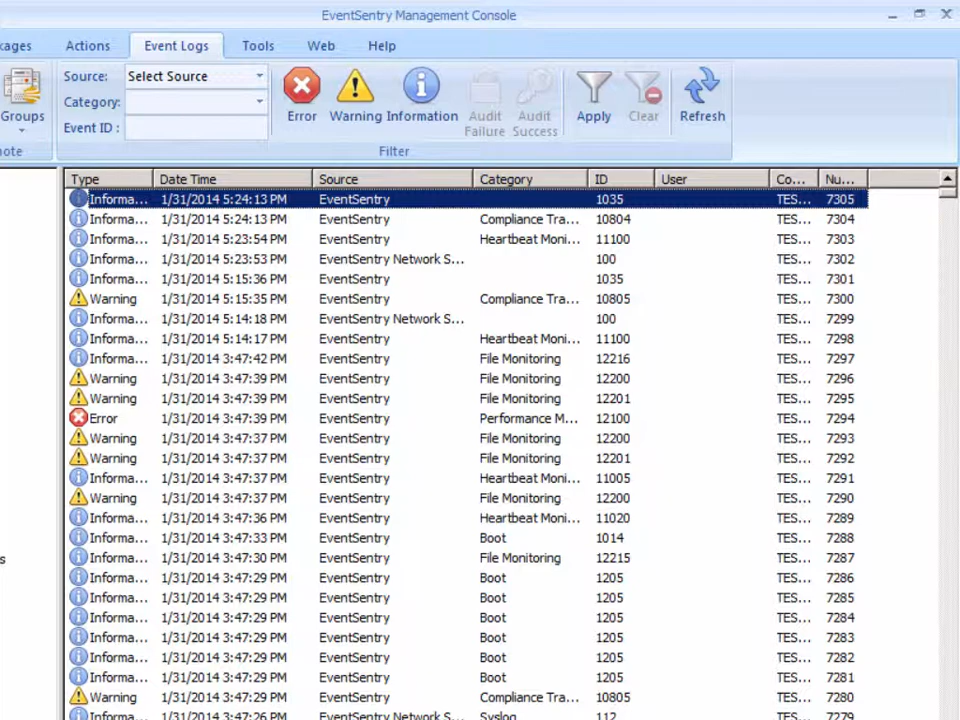 EventSentry Management Console
kages Actions Event Logs Tools Web Help
Source: Select Source
Category:
Event ID :
Groups
Error Warning Information Audit Failure Audit Success Apply Clear Refresh
note Filter
Type Date Time Source Category ID User Co... Nu...
Informa... 1/31/2014 5:24:13 PM EventSentry 1035 TES... 7305
Informa... 1/31/2014 5:24:13 PM EventSentry Compliance Tra... 10804 TES... 7304
Informa... 1/31/2014 5:23:54 PM EventSentry Heartbeat Moni... 11100 TES... 7303
Informa... 1/31/2014 5:23:53 PM EventSentry Network S... 100 TES... 7302
Informa... 1/31/2014 5:15:36 PM EventSentry 1035 TES... 7301
Warning 1/31/2014 5:15:35 PM EventSentry Compliance Tra... 10805 TES... 7300
Informa... 1/31/2014 5:14:18 PM EventSentry Network S... 100 TES... 7299
Informa... 1/31/2014 5:14:17 PM EventSentry Heartbeat Moni... 11100 TES... 7298
Informa... 1/31/2014 3:47:42 PM EventSentry File Monitoring 12216 TES... 7297
Warning 1/31/2014 3:47:39 PM EventSentry File Monitoring 12200 TES... 7296
Warning 1/31/2014 3:47:39 PM EventSentry File Monitoring 12201 TES... 7295
Error 1/31/2014 3:47:39 PM EventSentry Performance M... 12100 TES... 7294
Warning 1/31/2014 3:47:37 PM EventSentry File Monitoring 12200 TES... 7293
Warning 1/31/2014 3:47:37 PM EventSentry File Monitoring 12201 TES... 7292
Informa... 1/31/2014 3:47:37 PM EventSentry Heartbeat Moni... 11005 TES... 7291
Warning 1/31/2014 3:47:37 PM EventSentry File Monitoring 12200 TES... 7290
Informa... 1/31/2014 3:47:36 PM EventSentry Heartbeat Moni... 11020 TES... 7289
Informa... 1/31/2014 3:47:33 PM EventSentry Boot 1014 TES... 7288
s Informa... 1/31/2014 3:47:30 PM EventSentry File Monitoring 12215 TES... 7287
Informa... 1/31/2014 3:47:29 PM EventSentry Boot 1205 TES... 7286
Informa... 1/31/2014 3:47:29 PM EventSentry Boot 1205 TES... 7285
Informa... 1/31/2014 3:47:29 PM EventSentry Boot 1205 TES... 7284
Informa... 1/31/2014 3:47:29 PM EventSentry Boot 1205 TES... 7283
Informa... 1/31/2014 3:47:29 PM EventSentry Boot 1205 TES... 7282
Informa... 1/31/2014 3:47:29 PM EventSentry Boot 1205 TES... 7281
Warning 1/31/2014 3:47:29 PM EventSentry Compliance Tra... 10805 TES... 7280
Informa... 1/31/2014 3:47:26 PM EventSentry Network S... Syslog 112 TES... 7279